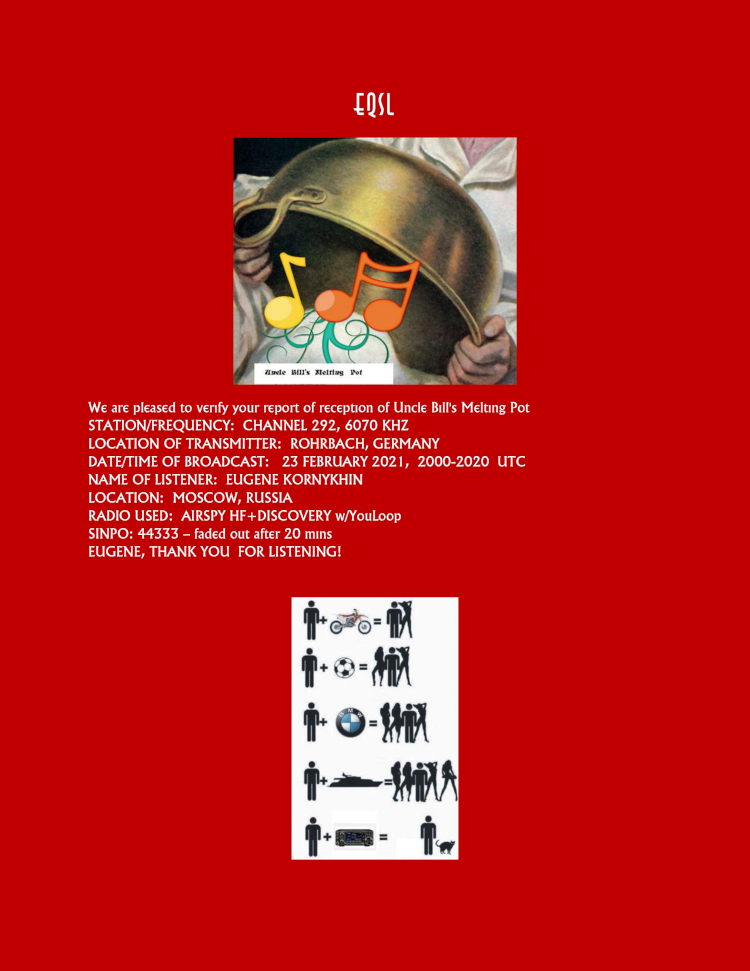 EQSL
Uncle Bill's Melting Pot
We are pleased to verify your report of reception of Uncle Bill's Melting Pot
STATION/FREQUENCY: CHANNEL 292, 6070 KHZ
LOCATION OF TRANSMITTER: ROHRBACH, GERMANY
DATE/TIME OF BROADCAST: 23 FEBRUARY 2021, 2000-2020 UTC
NAME OF LISTENER: EUGENE KORNYKHIN
LOCATION: MOSCOW, RUSSIA
RADIO USED: AIRSPY HF+DISCOVERY w/YouLoop
SINPO: 44333 – faded out after 20 mins
EUGENE, THANK YOU FOR LISTENING!
+ =
+ =
+ BMW =
+ =
+ =